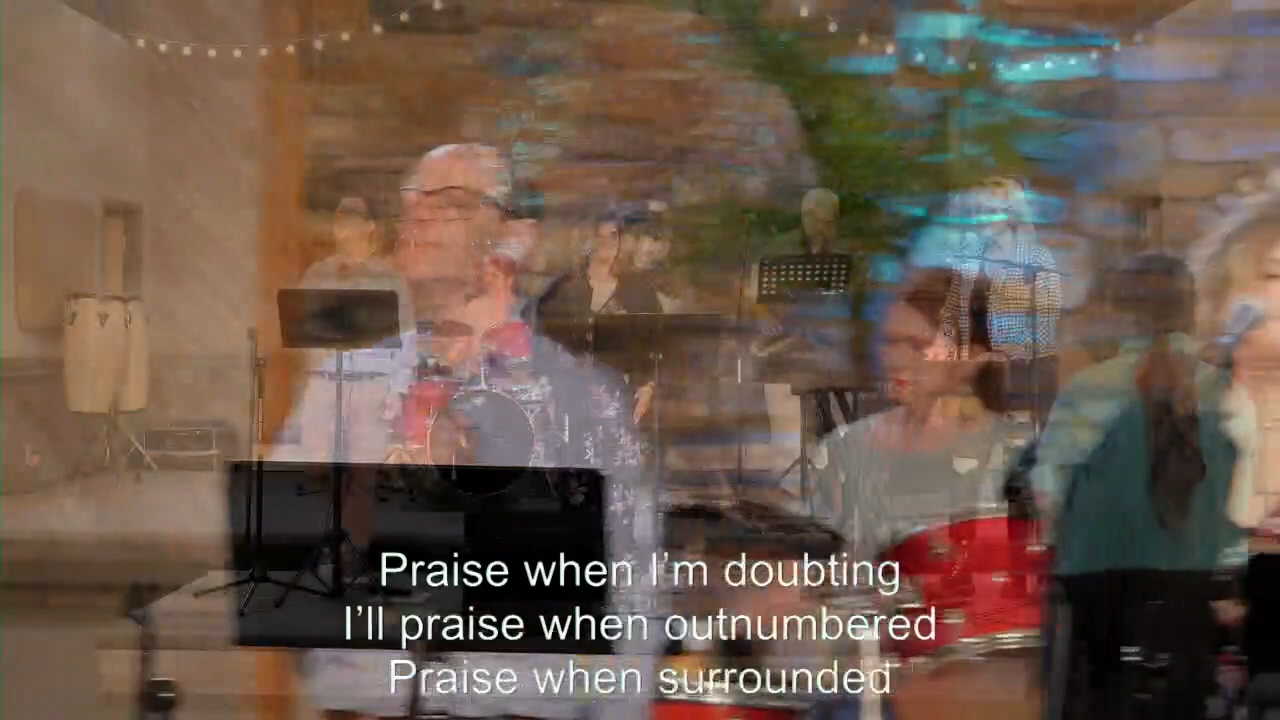 Praise when I'm doubting
I'll praise when outnumbered
Praise when surrounded